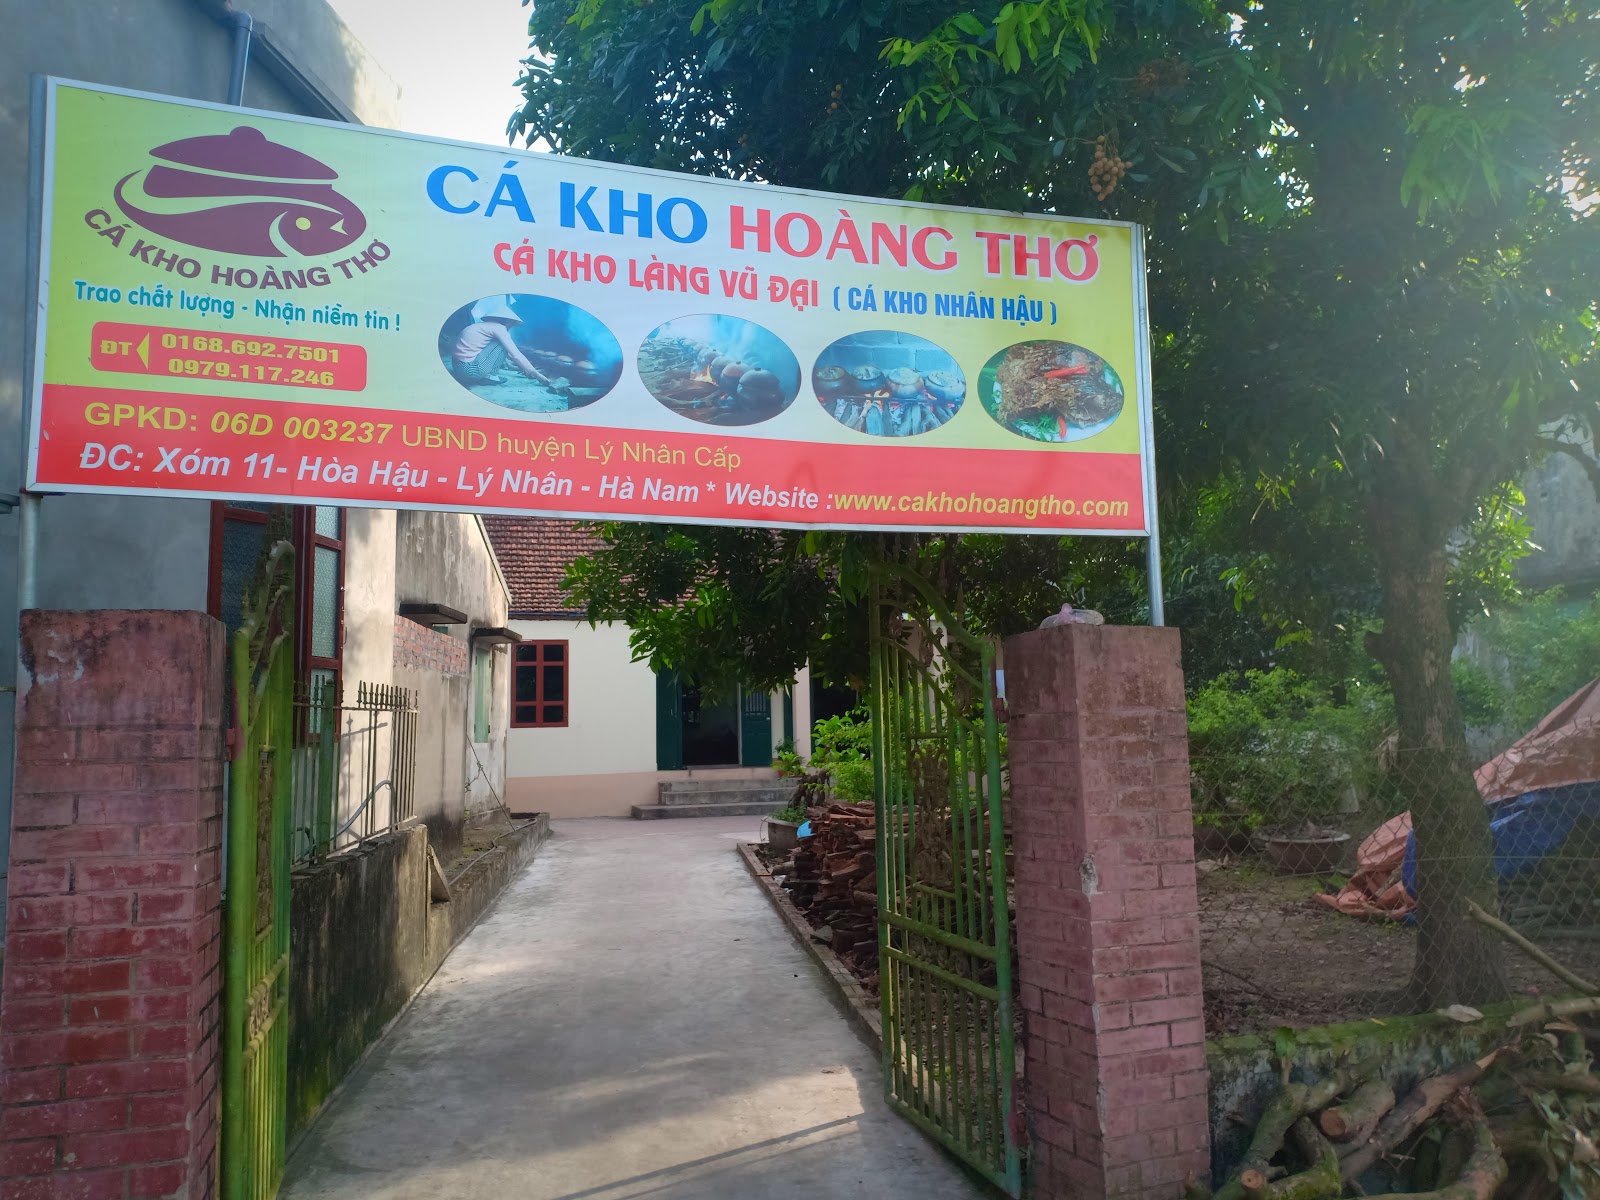 CÁ KHO HOÀNG THƠ
Trao chất lượng - Nhận niềm tin !
ĐT 0168.692.7501
0979.117.246
CÁ KHO HOÀNG THƠ
CÁ KHO LÀNG VŨ ĐẠI ( CÁ KHO NHÂN HẬU )
GPKD: 06D 003237 UBND huyện Lý Nhân Cấp
ĐC: Xóm 11- Hòa Hậu - Lý Nhân - Hà Nam * Website :www.cakhohoangtho.com